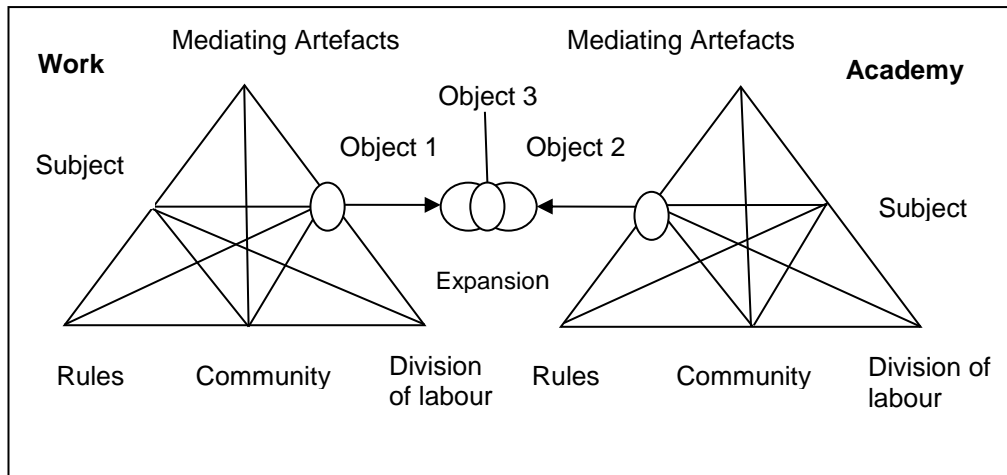 Mediating Artefacts
Mediating Artefacts
Work
Academy
Object 3
Object 1
Object 2
Subject
Subject
Expansion
Rules
Community
Division
of labour
Rules
Community
Division of
labour